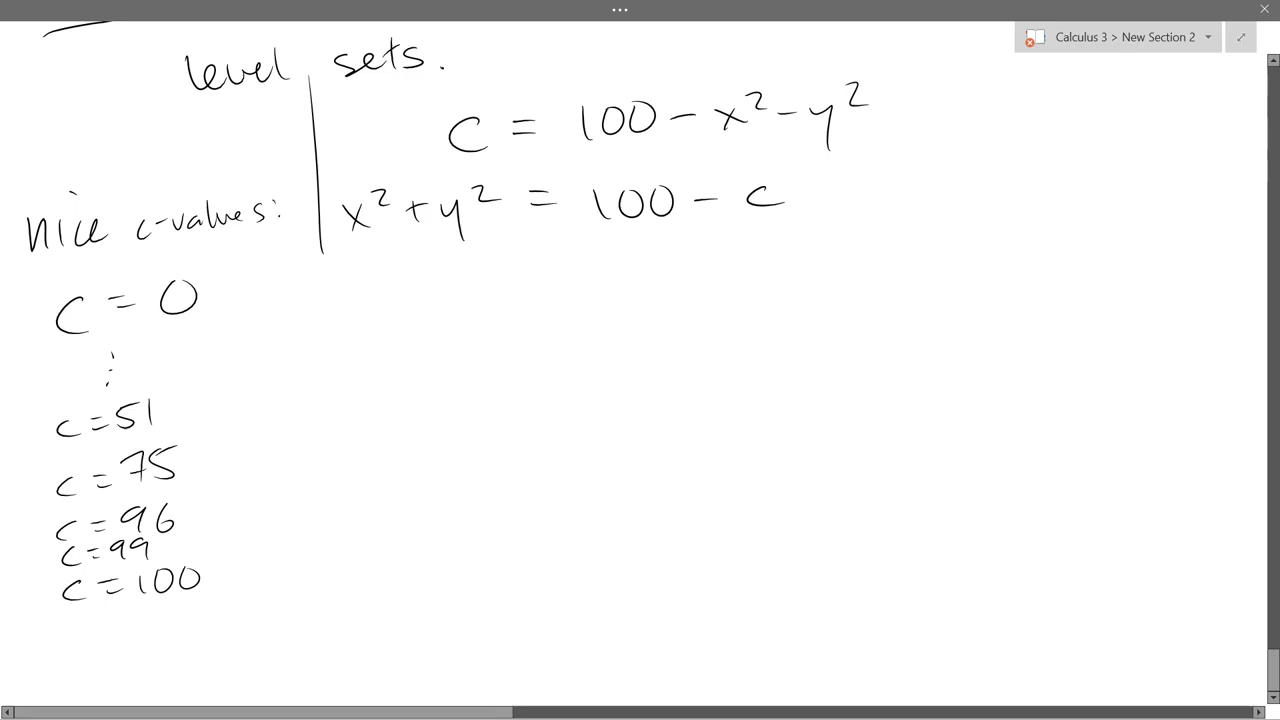 ...
Calculus 3 > New Section 2
level sets.
C = 100 - x² - y²
nice c-values:
x² + y² = 100 - c
C = 0
⋮
c = 51
c = 75
c = 96
c = 99
c = 100